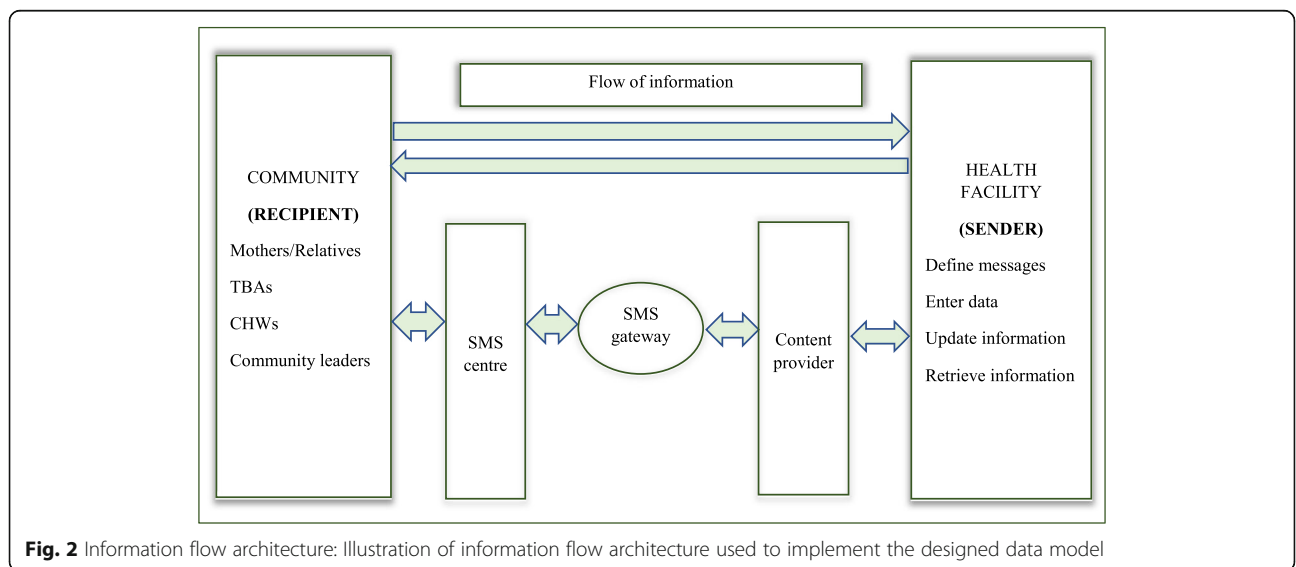 Flow of information
COMMUNITY
(RECIPIENT)
Mothers/Relatives
TBAs
CHWs
Community leaders
SMS
centre
SMS
gateway
Content
provider
HEALTH
FACILITY
(SENDER)
Define messages
Enter data
Update information
Retrieve information
Fig. 2 Information flow architecture: Illustration of information flow architecture used to implement the designed data model